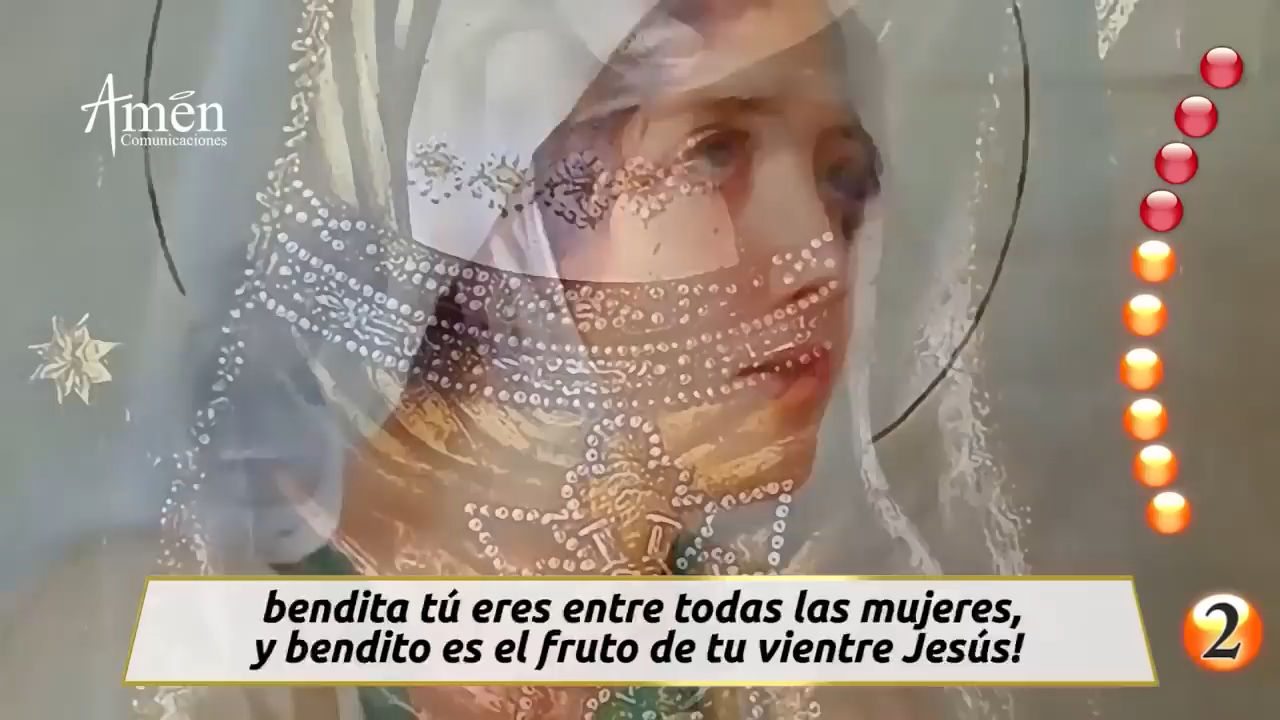 Amén
Comunicaciones
bendita tú eres entre todas las mujeres,
y bendito es el fruto de tu vientre Jesús!
2